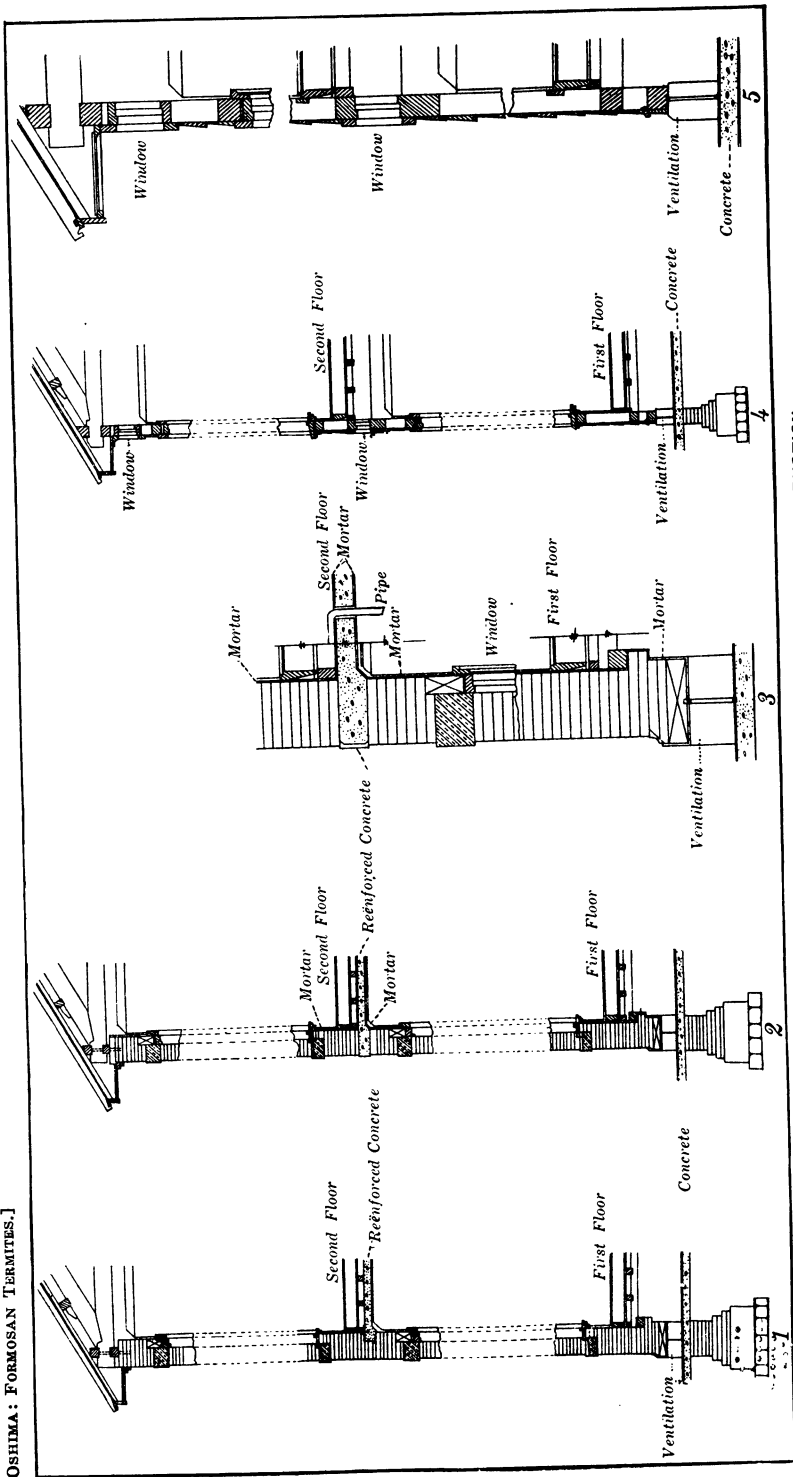 OSHIMA: FORMOSAN TERMITES.]
Second Floor
Reënforced Concrete
First Floor
Ventilation
Concrete
1
Mortar
Second Floor
Reënforced Concrete
Mortar
First Floor
2
Mortar
Second Floor
Mortar
Pipe
Mortar
Window
First Floor
Mortar
Ventilation
3
Window
Second Floor
Window
First Floor
Ventilation
Concrete
4
Window
Window
Ventilation
Concrete
5